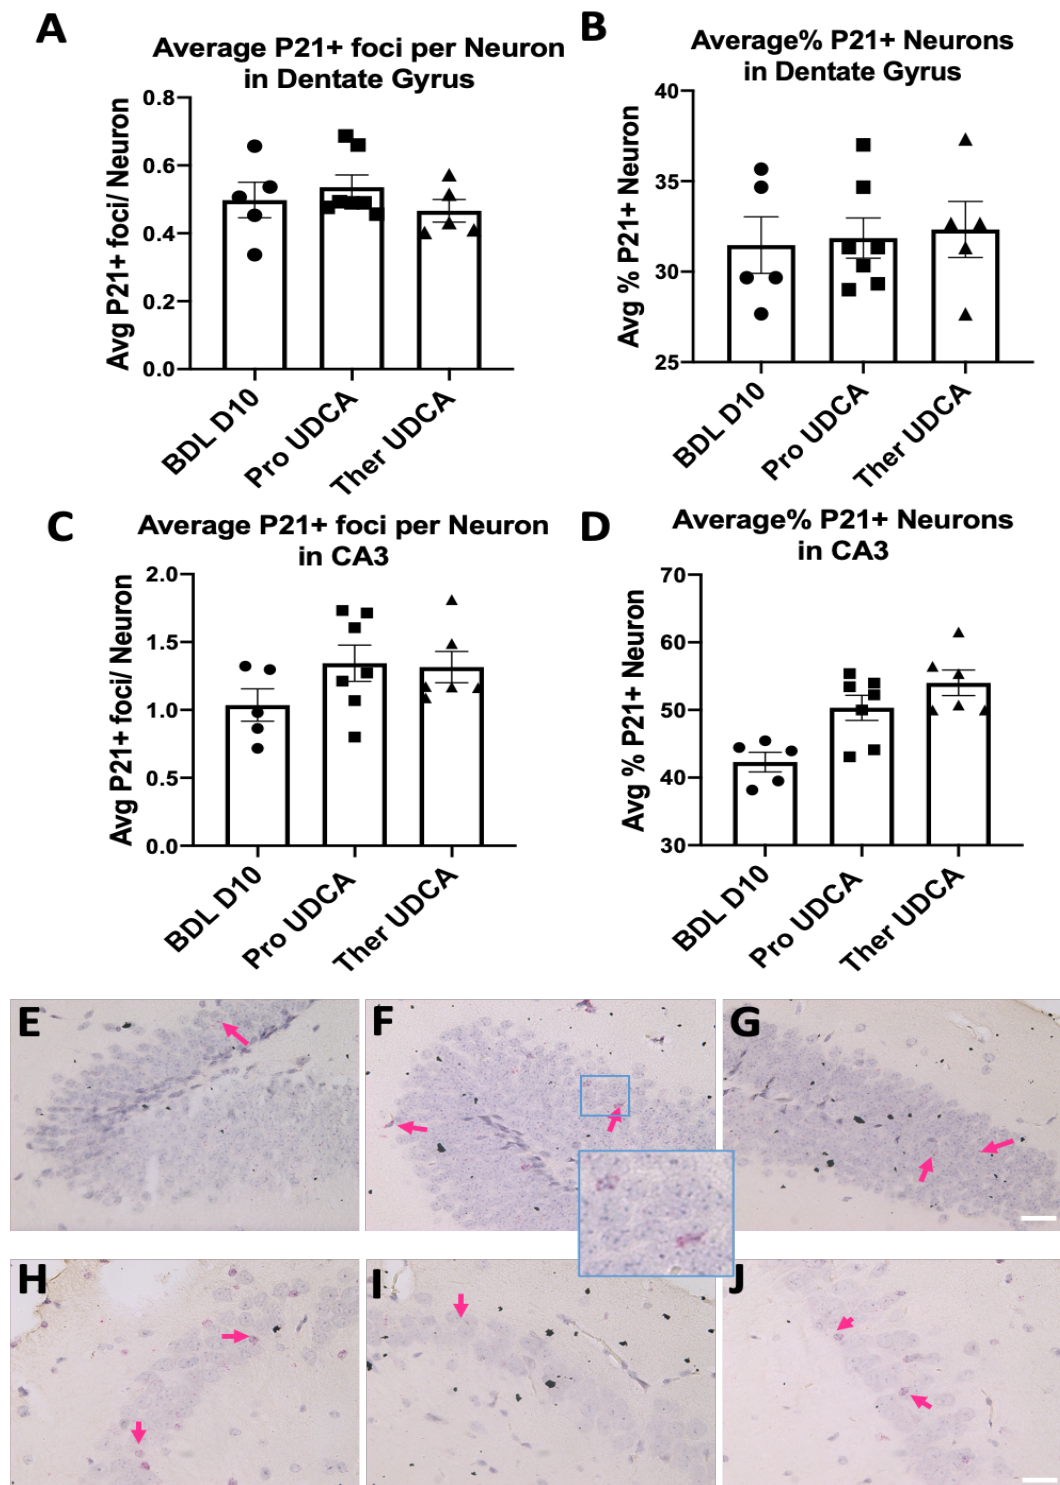 A
Average P21+ foci per Neuron
in Dentate Gyrus
Avg P21+ foci/ Neuron
0.8
0.6
0.4
0.2
0.0
BDL D10
Pro UDCA
Ther UDCA
B
Average% P21+ Neurons
in Dentate Gyrus
Avg % P21+ Neuron
40
35
30
25
BDL D10
Pro UDCA
Ther UDCA
C
Average P21+ foci per Neuron
in CA3
Avg P21+ foci/ Neuron
2.0
1.5
1.0
0.5
0.0
BDL D10
Pro UDCA
Ther UDCA
D
Average% P21+ Neurons
in CA3
Avg % P21+ Neuron
70
60
50
40
30
BDL D10
Pro UDCA
Ther UDCA
E
F
G
H
I
J